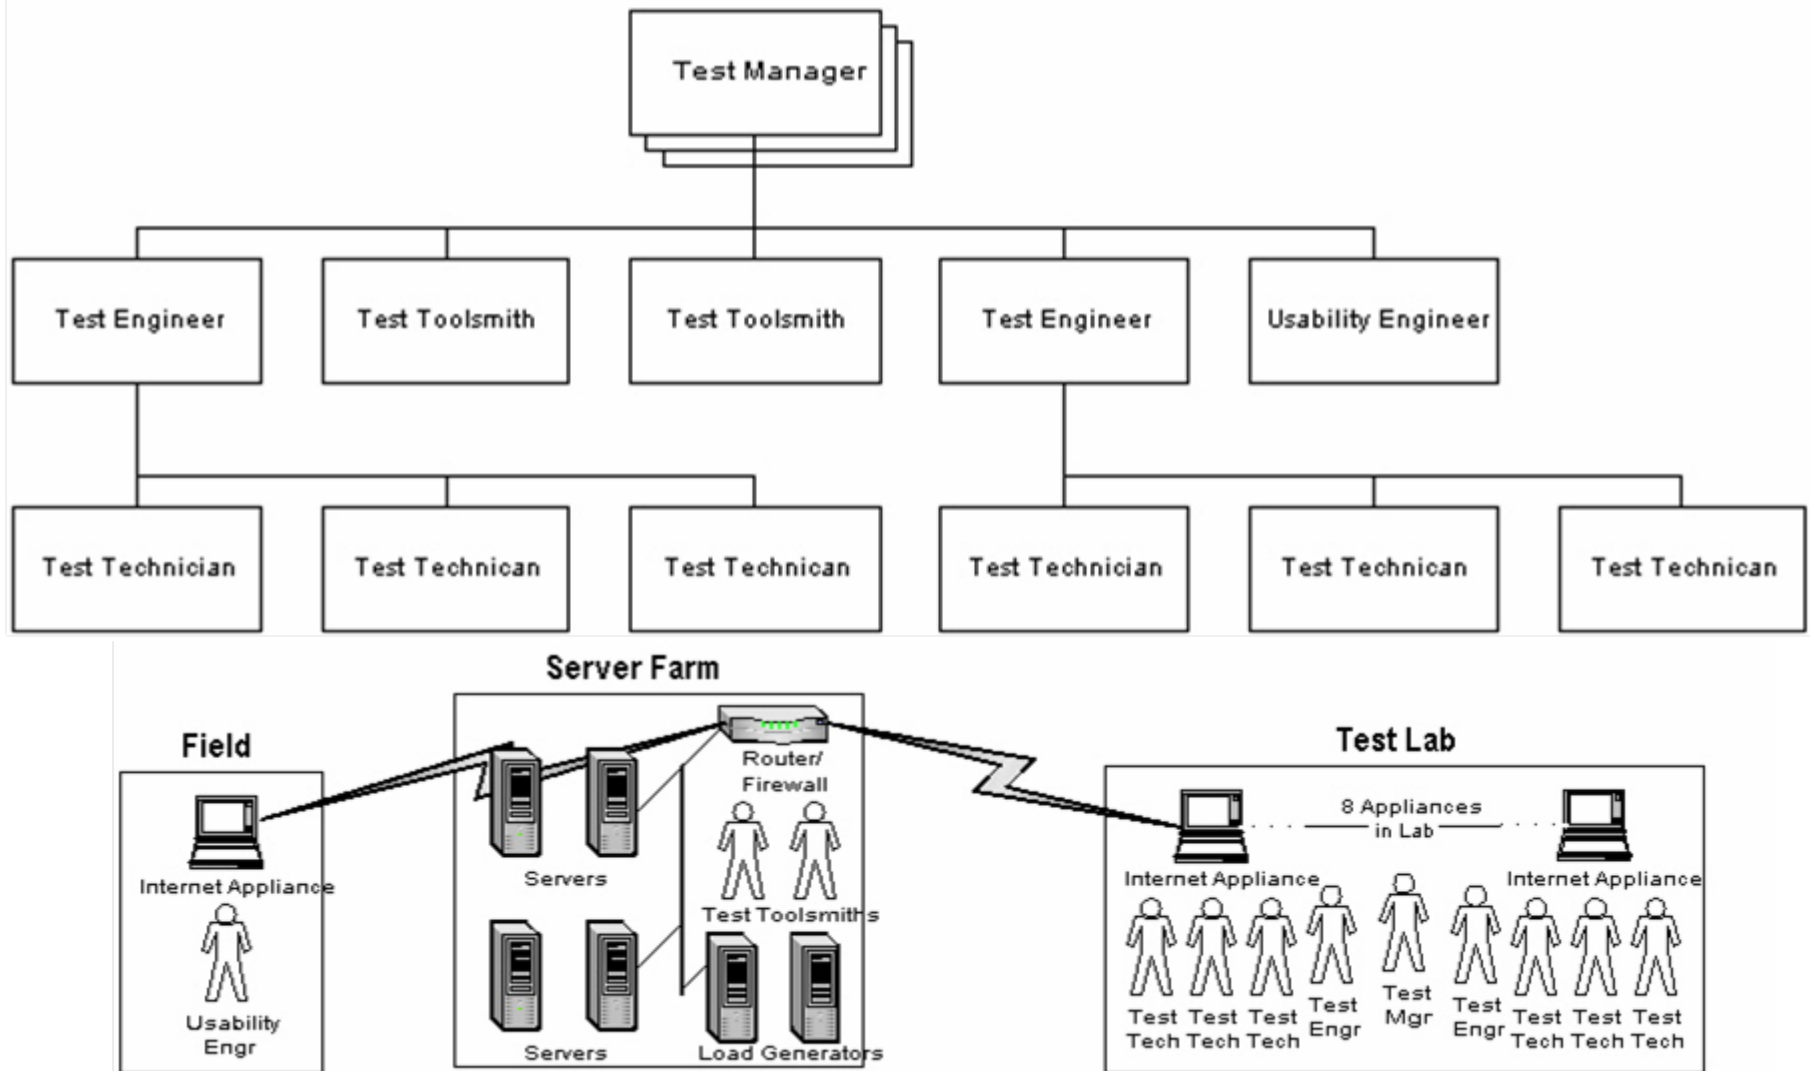 Test Manager
Test Engineer
Test Toolsmith
Test Toolsmith
Test Engineer
Usability Engineer
Test Technician
Test Technican
Test Technican
Test Technician
Test Technican
Test Technican
Server Farm
Field
Test Lab
Router/
Firewall
Internet Appliance
Usability
Engr
Servers
Test Toolsmiths
Servers
Load Generators
8 Appliances
in Lab
Internet Appliance
Internet Appliance
Test
Tech
Test
Tech
Test
Tech
Test
Engr
Test
Mgr
Test
Engr
Test
Tech
Test
Tech
Test
Tech